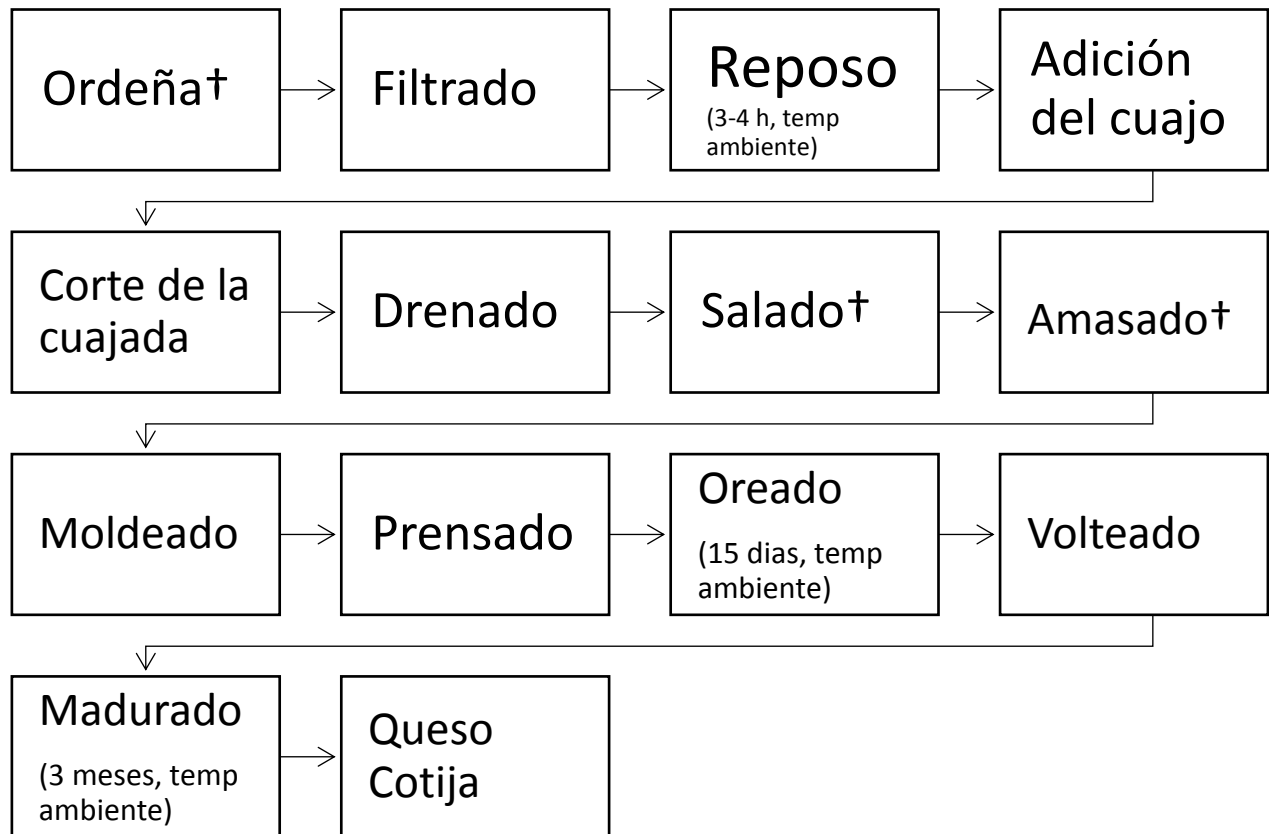 Ordeña†
Filtrado
Reposo
(3-4 h, temp
ambiente)
Adición
del cuajo
Corte de la
cuajada
Drenado
Salado†
Amasado†
Moldeado
Prensado
Oreado
(15 dias, temp
ambiente)
Volteado
Madurado
(3 meses, temp
ambiente)
Queso
Cotija